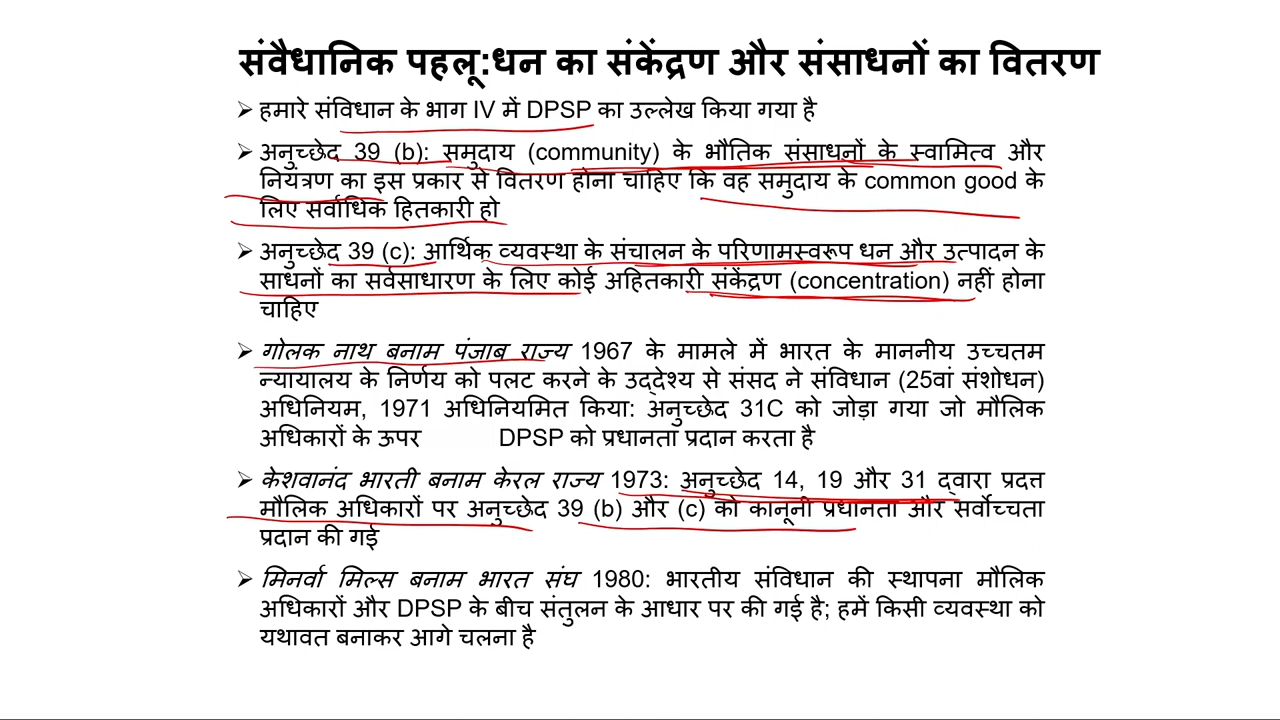 संवैधानिक पहलू:धन का संकेंद्रण और संसाधनों का वितरण
➢ हमारे संविधान के भाग IV में DPSP का उल्लेख किया गया है
➢ अनुच्छेद 39 (b): समुदाय (community) के भौतिक संसाधनों के स्वामित्व और
नियंत्रण का इस प्रकार से वितरण होना चाहिए कि वह समुदाय के common good के
लिए सर्वाधिक हितकारी हो
➢ अनुच्छेद 39 (c): आर्थिक व्यवस्था के संचालन के परिणामस्वरूप धन और उत्पादन के
साधनों का सर्वसाधारण के लिए कोई अहितकारी संकेंद्रण (concentration) नहीं होना
चाहिए
➢ गोलक नाथ बनाम पंजाब राज्य 1967 के मामले में भारत के माननीय उच्चतम
न्यायालय के निर्णय को पलट करने के उद्देश्य से संसद ने संविधान (25वां संशोधन)
अधिनियम, 1971 अधिनियमित किया: अनुच्छेद 31C को जोड़ा गया जो मौलिक
अधिकारों के ऊपर DPSP को प्रधानता प्रदान करता है
➢ केशवानंद भारती बनाम केरल राज्य 1973: अनुच्छेद 14, 19 और 31 द्वारा प्रदत्त
मौलिक अधिकारों पर अनुच्छेद 39 (b) और (c) को कानूनी प्रधानता और सर्वोच्चता
प्रदान की गई
➢ मिनर्वा मिल्स बनाम भारत संघ 1980: भारतीय संविधान की स्थापना मौलिक
अधिकारों और DPSP के बीच संतुलन के आधार पर की गई है; हमें किसी व्यवस्था को
यथावत बनाकर आगे चलना है